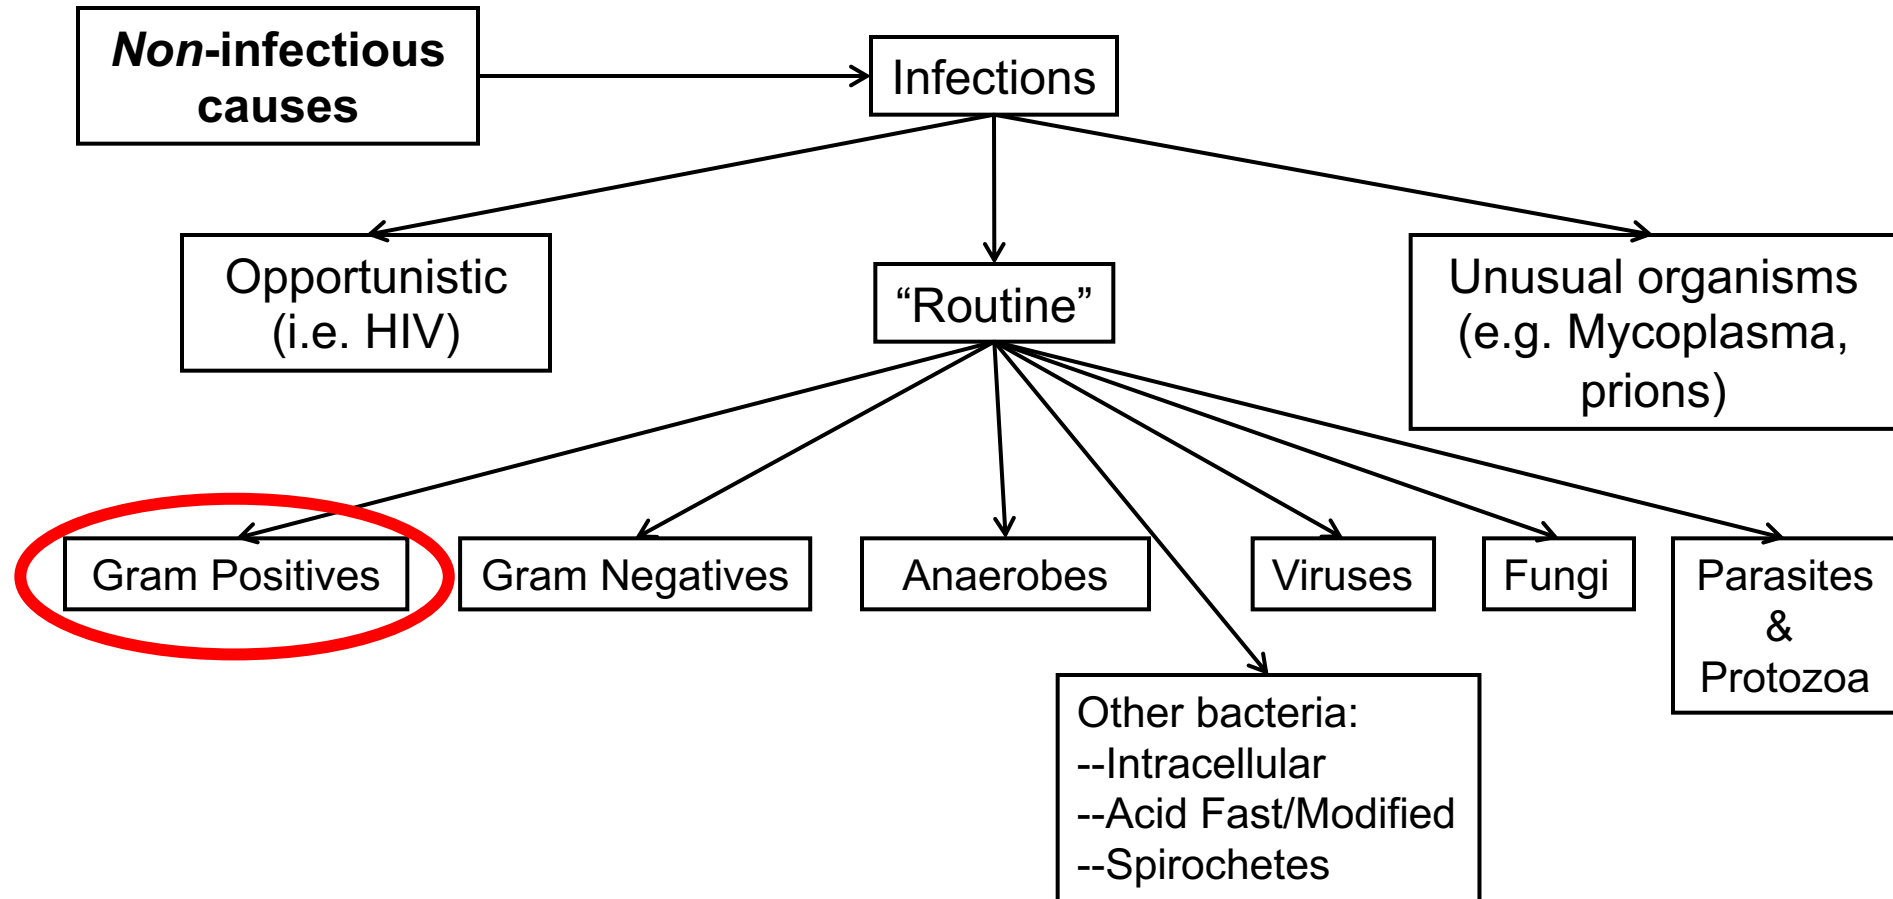 Non-infectious
causes
Infections
Opportunistic
(i.e. HIV)
“Routine”
Unusual organisms
(e.g. Mycoplasma,
prions)
Gram Positives
Gram Negatives
Anaerobes
Viruses
Fungi
Parasites
&
Protozoa
Other bacteria:
--Intracellular
--Acid Fast/Modified
--Spirochetes